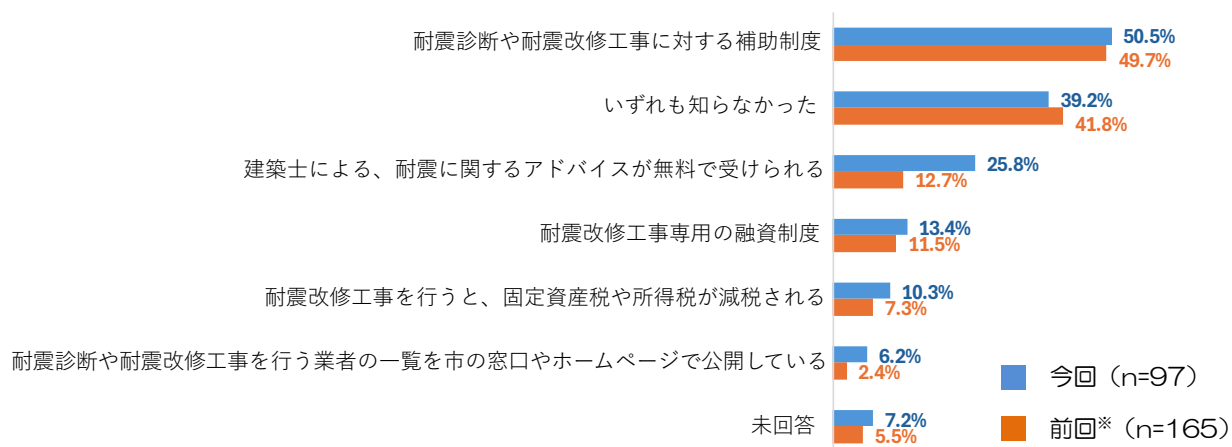 耐震診断や耐震改修工事に対する補助制度
50.5%
49.7%
いずれも知らなかった
39.2%
41.8%
建築士による、耐震に関するアドバイスが無料で受けられる
25.8%
12.7%
耐震改修工事専用の融資制度
13.4%
11.5%
耐震改修工事を行うと、固定資産税や所得税が減税される
10.3%
7.3%
耐震診断や耐震改修工事を行う業者の一覧を市の窓口やホームページで公開している
6.2%
2.4%
未回答
7.2%
5.5%
今回（n=97）
前回※（n=165）